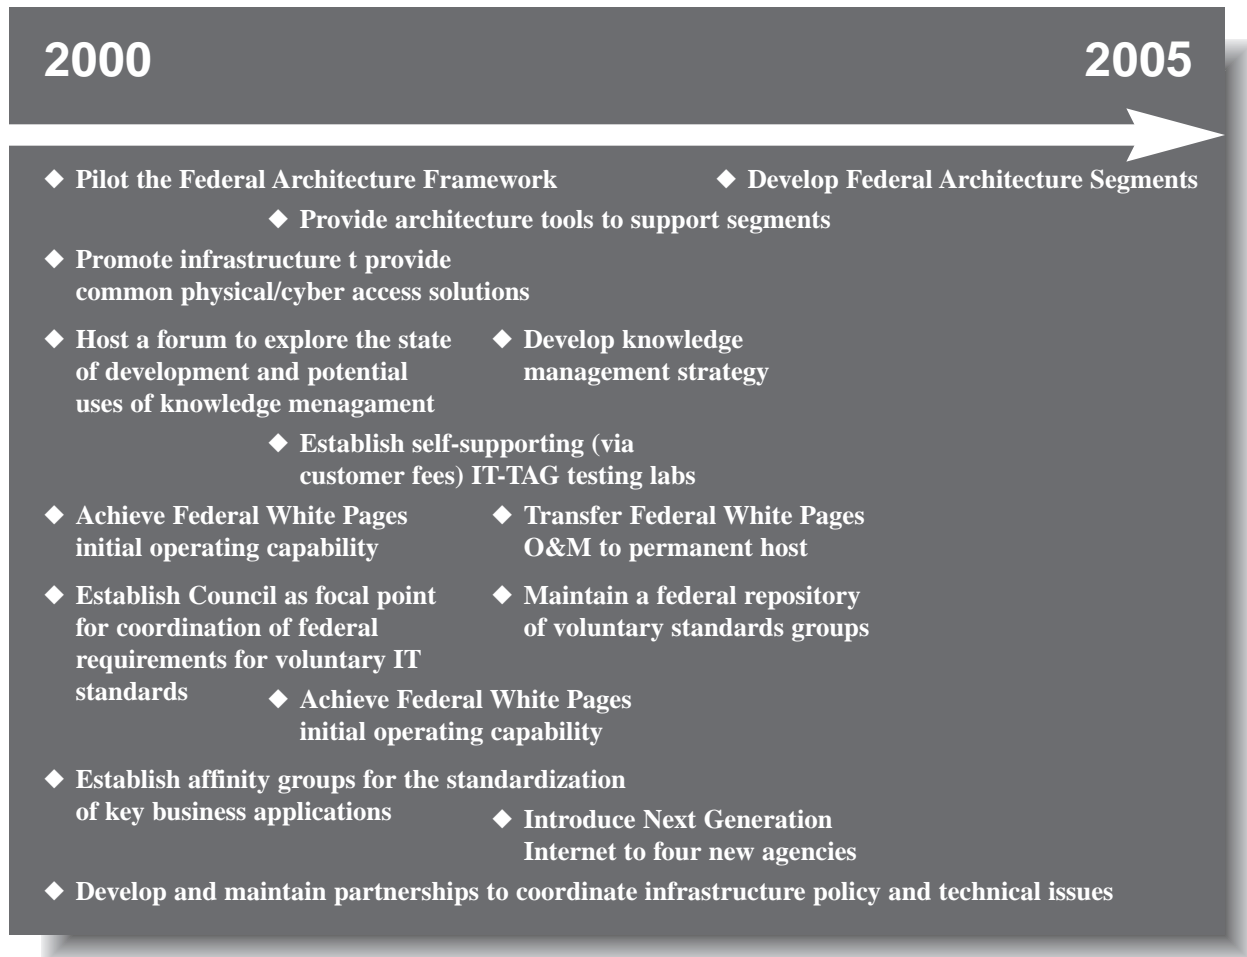 2000
2005
◆ Pilot the Federal Architecture Framework
◆ Develop Federal Architecture Segments
◆ Provide architecture tools to support segments
◆ Promote infrastructure t provide
common physical/cyber access solutions
◆ Host a forum to explore the state
of development and potential
uses of knowledge menagament
◆ Develop knowledge
management strategy
◆ Establish self-supporting (via
customer fees) IT-TAG testing labs
◆ Achieve Federal White Pages
initial operating capability
◆ Transfer Federal White Pages
O&M to permanent host
◆ Establish Council as focal point
for coordination of federal
requirements for voluntary IT
standards
◆ Maintain a federal repository
of voluntary standards groups
◆ Achieve Federal White Pages
initial operating capability
◆ Establish affinity groups for the standardization
of key business applications
◆ Introduce Next Generation
Internet to four new agencies
◆ Develop and maintain partnerships to coordinate infrastructure policy and technical issues